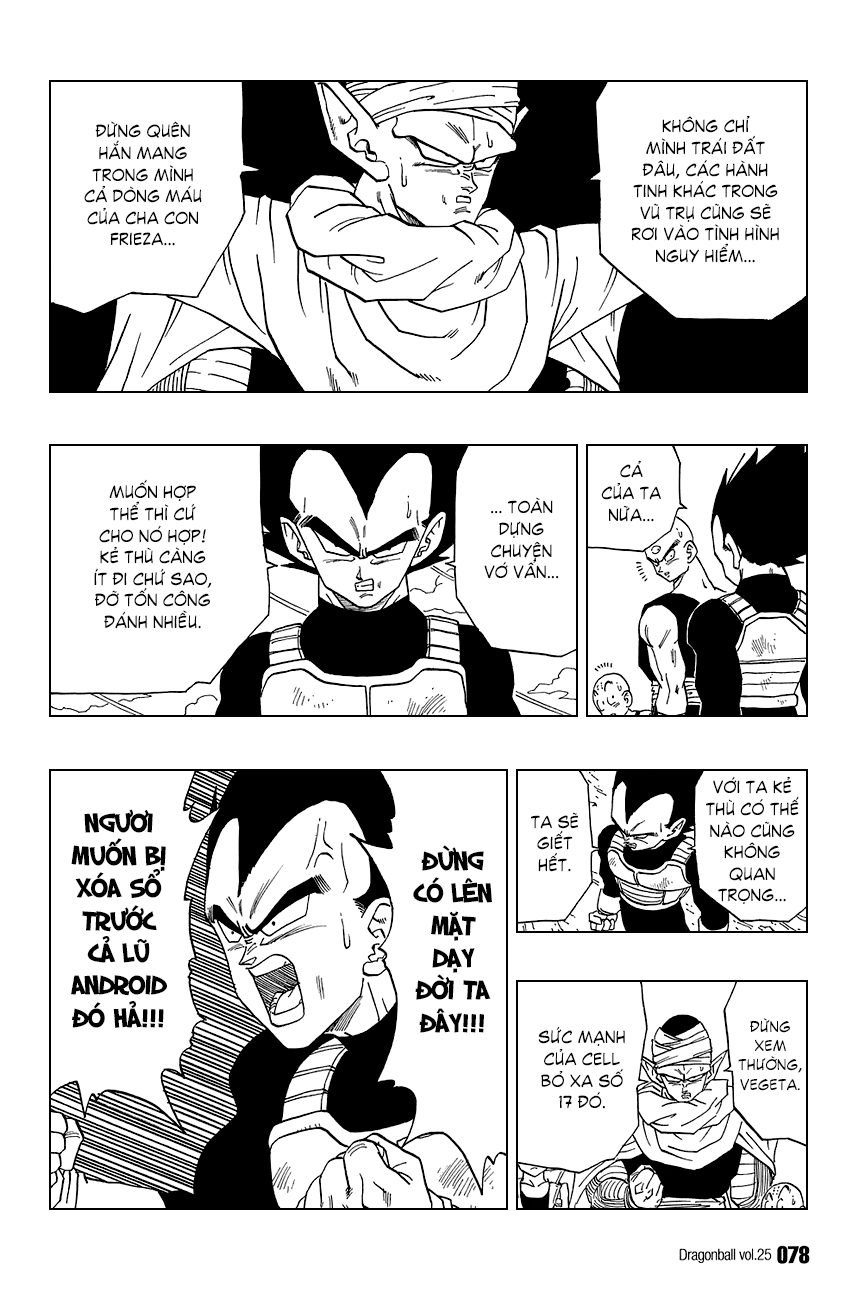 KHÔNG CHỈ
MÌNH TRÁI ĐẤT
ĐÂU, CÁC HÀNH
TINH KHÁC TRONG
VŨ TRỤ CŨNG SẼ
RƠI VÀO TÌNH HÌNH
NGUY HIỂM...
ĐỪNG QUÊN
HẮN MANG
TRONG MÌNH
CẢ DÒNG MÁU
CỦA CHA CON
FRIEZA...
CẢ
CỦA TA
NỮA...
... TOÀN
DỰNG
CHUYỆN
VỚ VẨN...
MUỐN HỢP
THỂ THÌ CỨ
CHO NÓ HỢP!
KẺ THÙ CÀNG
ÍT ĐI CHỨ SAO,
ĐỠ TỐN CÔNG
ĐÁNH NHIỀU.
VỚI TA KẺ
THÙ CÓ THẾ
NÀO CŨNG
KHÔNG
QUAN
TRỌNG...
TA SẼ
GIẾT
HẾT.
ĐỪNG
XEM
THƯỜNG,
VEGETA.
SỨC MẠNH
CỦA CELL
BỎ XA SỐ
17 ĐÓ.
ĐỪNG
CÓ LÊN
MẶT
DẠY
ĐỜI TA
ĐÂY!!!
NGƯƠI
MUỐN BỊ
XÓA SỔ
TRƯỚC
CẢ LŨ
ANDROID
ĐÓ HẢ!!!
Dragonball vol.25 078